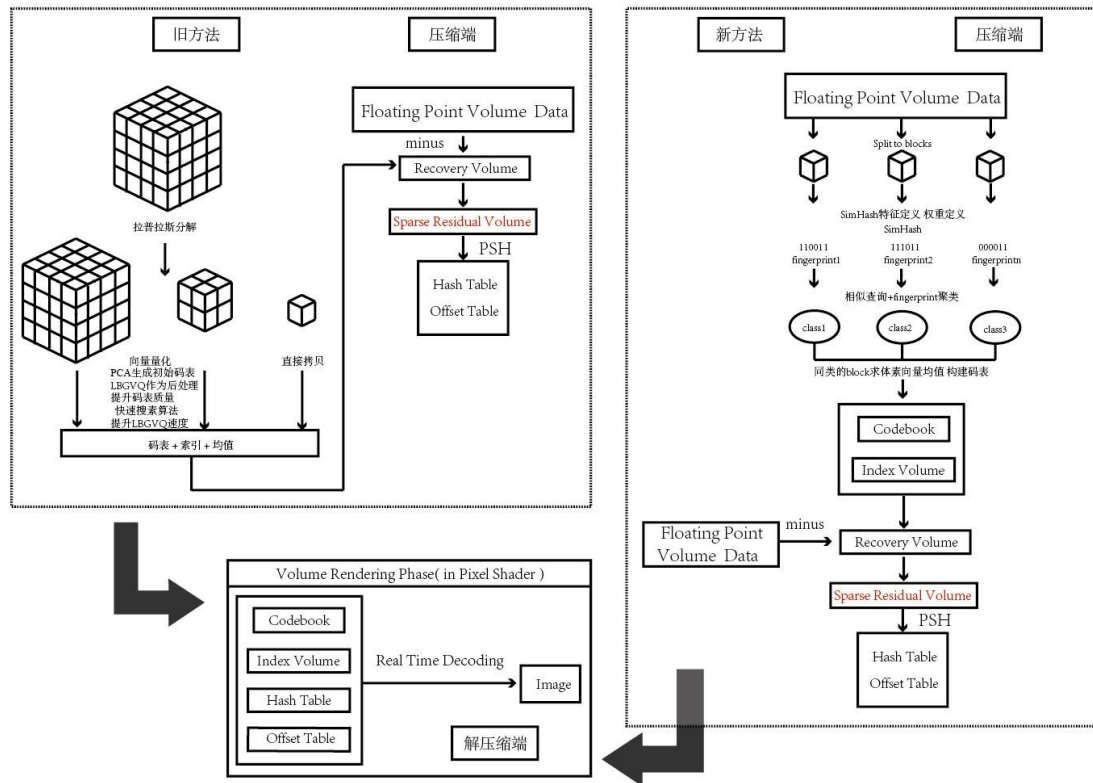 旧方法
压缩端
拉普拉斯分解
向量量化
PCA生成初始码表
LBGVQ作为后处理
提升码表质量
快速搜素算法
提升LBGVQ速度
直接拷贝
码表 + 索引 + 均值
Floating Point Volume Data
minus
Recovery Volume
Sparse Residual Volume
PSH
Hash Table
Offset Table
新方法
压缩端
Floating Point Volume Data
Split to blocks
SimHash特征定义 权重定义
SimHash
110011
fingerprint1
111011
fingerprint2
000011
fingerprintn
相似查询+fingerprint聚类
class1
class2
class3
同类的block求体素向量均值 构建码表
Codebook
Index Volume
Floating Point
Volume Data
minus
Recovery Volume
Sparse Residual Volume
PSH
Hash Table
Offset Table
Volume Rendering Phase( in Pixel Shader )
Codebook
Index Volume
Hash Table
Offset Table
Real Time Decoding
Image
解压缩端